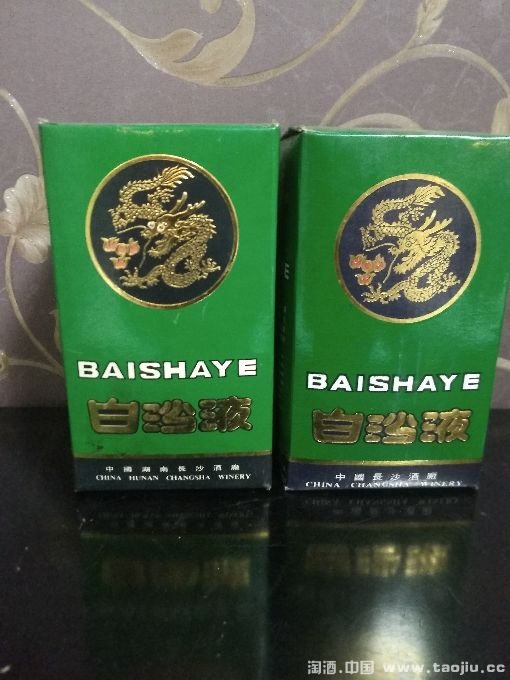 BAISHAYE
白沙液
中國湖南長沙酒廠
CHINA HUNAN CHANGSHA WINERY
BAISHAYE
白沙液
中國長沙酒廠
CHINA CHANGSHA WINERY
淘酒.中国 www.taojiu.cc